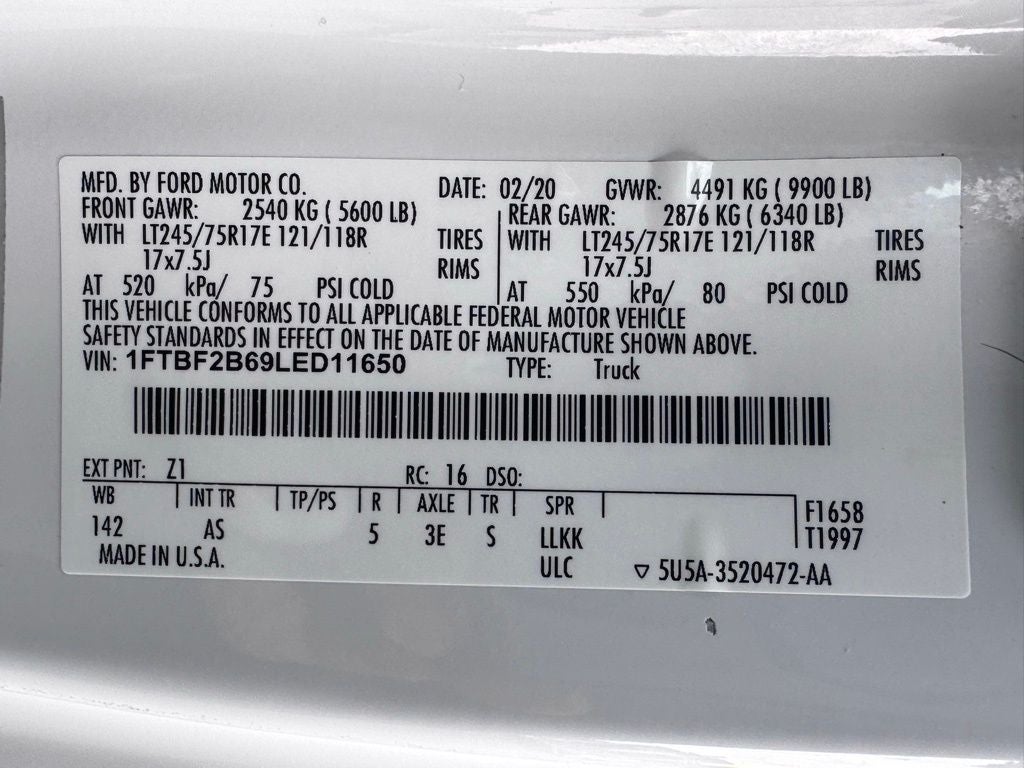 MFD. BY FORD MOTOR CO. DATE: 02/20 GVWR: 4491 KG ( 9900 LB)
FRONT GAWR: 2540 KG ( 5600 LB) REAR GAWR: 2876 KG ( 6340 LB)
WITH LT245/75R17E 121/118R TIRES WITH LT245/75R17E 121/118R TIRES
17x7.5J RIMS 17x7.5J RIMS
AT 520 kPa/ 75 PSI COLD AT 550 kPa/ 80 PSI COLD
THIS VEHICLE CONFORMS TO ALL APPLICABLE FEDERAL MOTOR VEHICLE
SAFETY STANDARDS IN EFFECT ON THE DATE OF MANUFACTURE SHOWN ABOVE.
VIN: 1FTBF2B69LED11650 TYPE: Truck
EXT PNT: Z1 RC: 16 DSO:
WB INT TR TP/PS R AXLE TR SPR F1658
142 AS 5 3E S LLKK T1997
MADE IN U.S.A. ULC ▽ 5U5A-3520472-AA